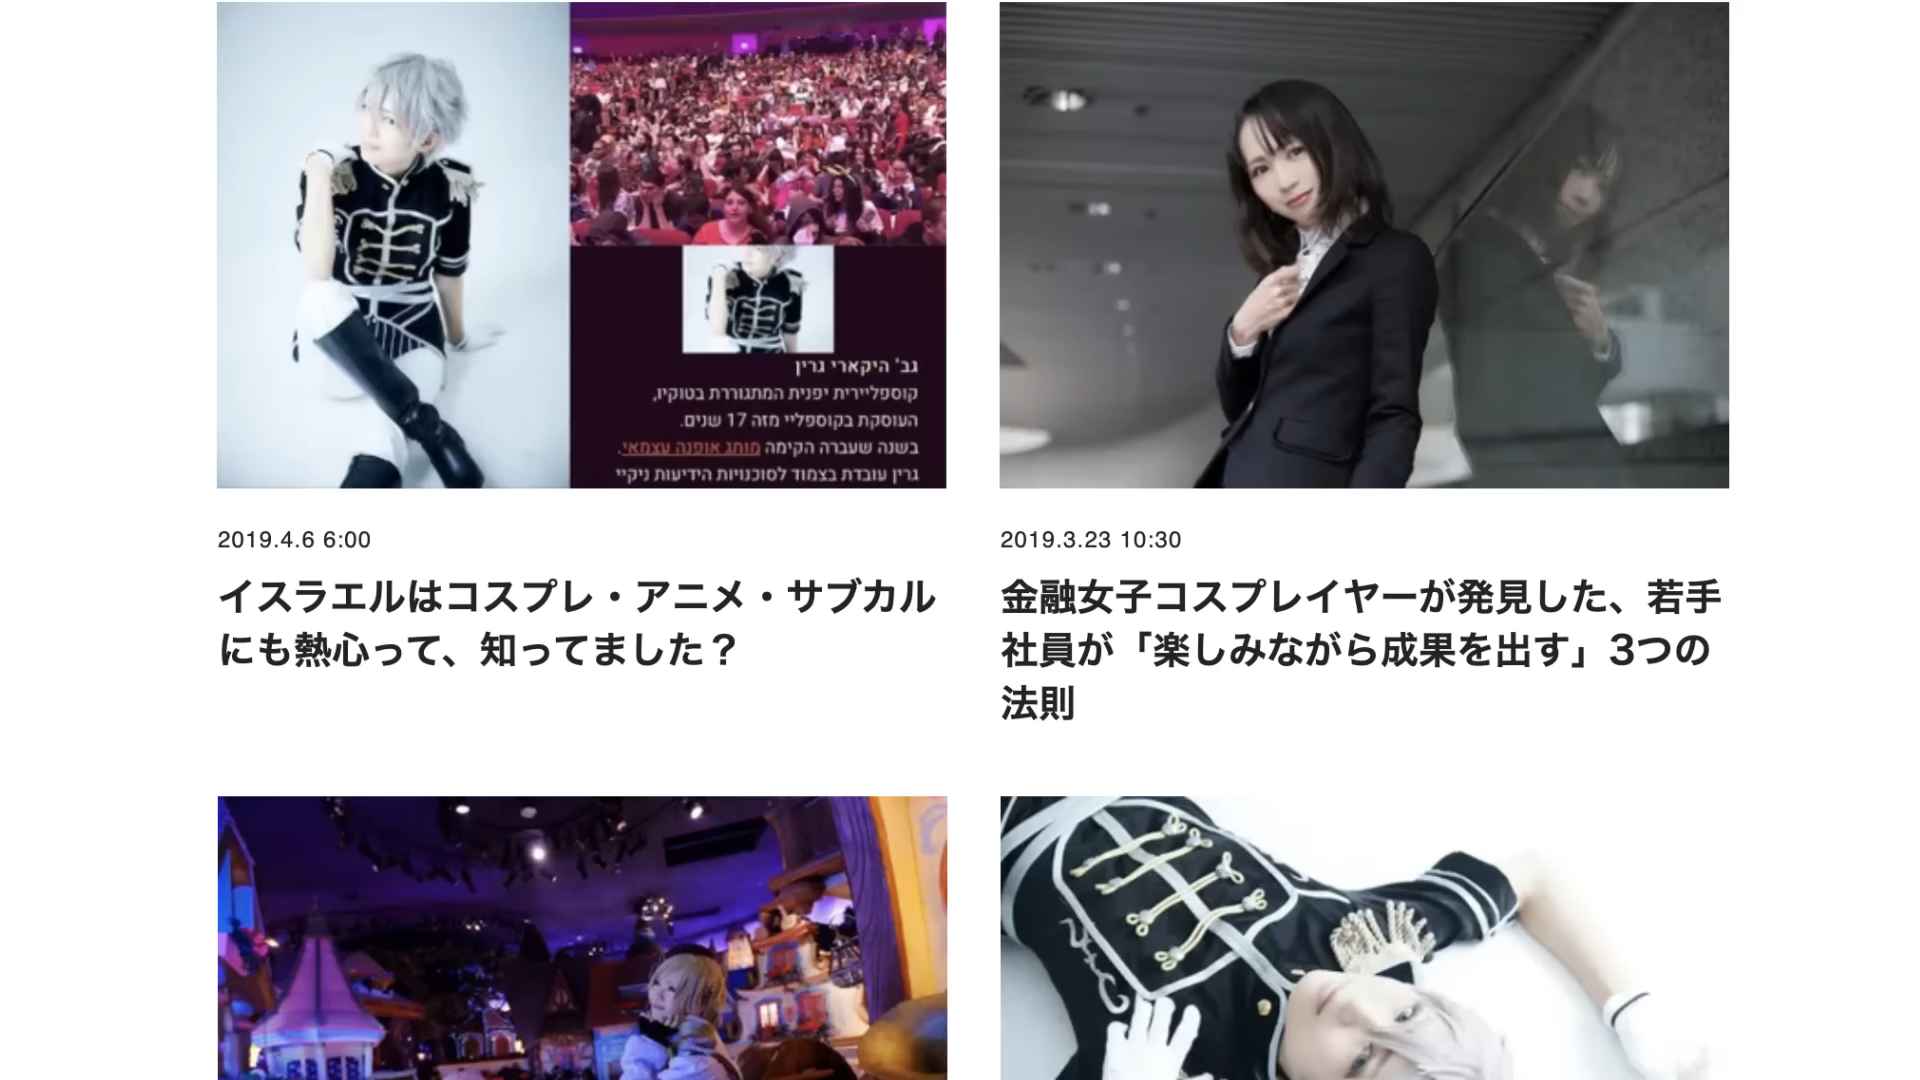 גב' היקארי גרין
קוספליירית יפנית המתגוררת בטוקיו,
העוסקת בקוספליי מזה 17 שנים.
בשנה שעברה הקימה מותג אופנה עצמאי.
גרין עובדת בצמוד לסוכנויות הידיעות ניקיי
2019.4.6 6:00
イスラエルはコスプレ・アニメ・サブカル
にも熱心って、知ってました？
2019.3.23 10:30
金融女子コスプレイヤーが発見した、若手
社員が「楽しみながら成果を出す」3つの
法則